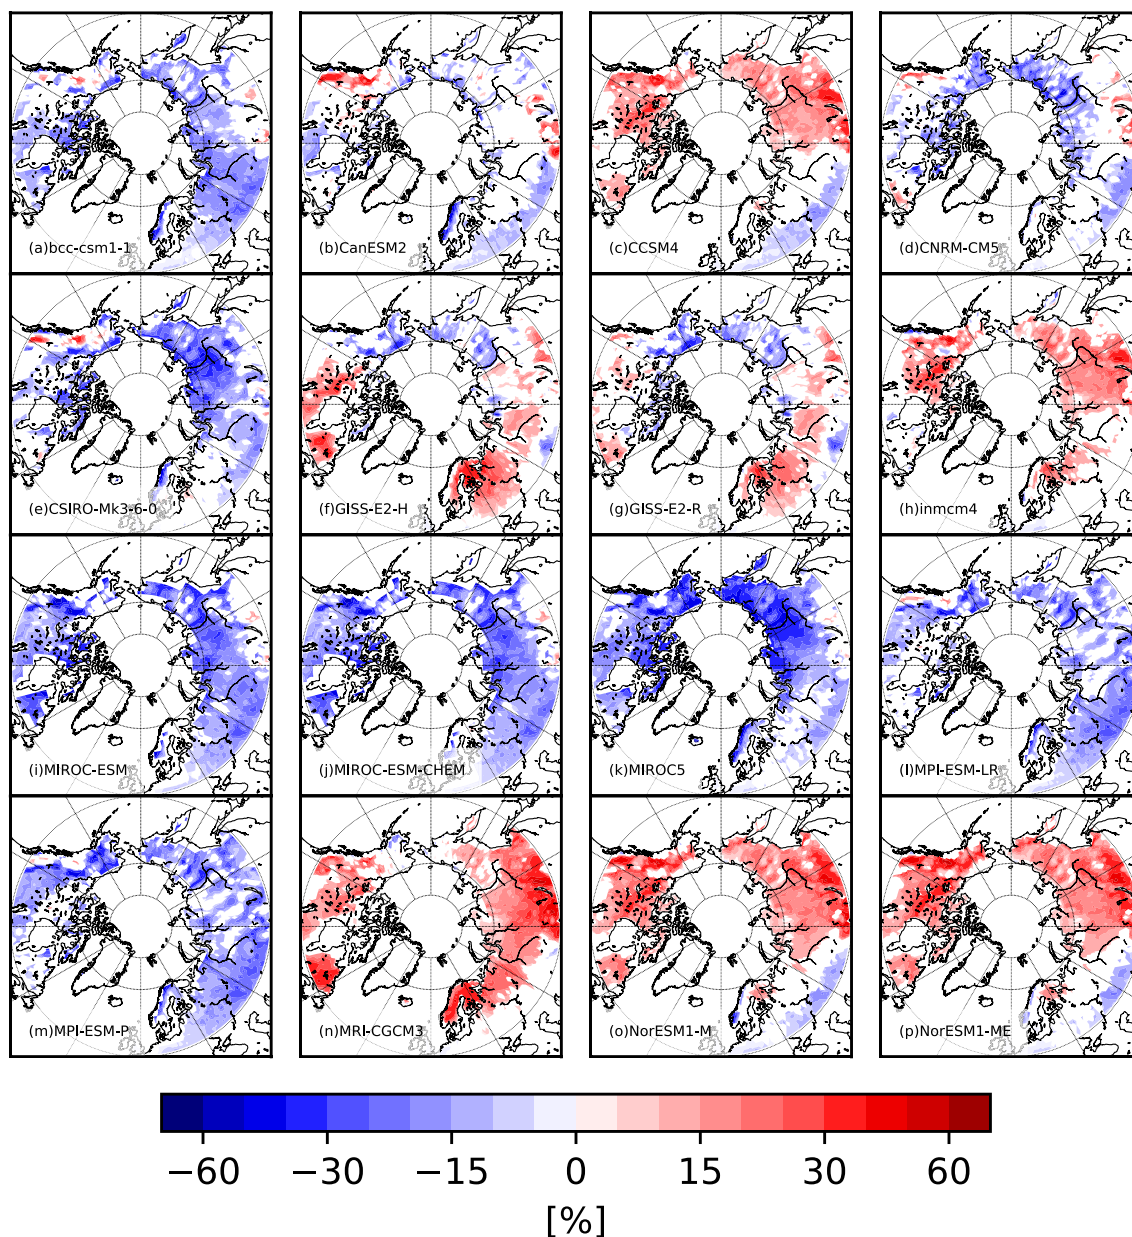 (a)bcc-csm1-1
(b)CanESM2
(c)CCSM4
(d)CNRM-CM5
(e)CSIRO-Mk3-6-0
(f)GISS-E2-H
(g)GISS-E2-R
(h)inmcm4
(i)MIROC-ESM
(j)MIROC-ESM-CHEM
(k)MIROC5
(l)MPI-ESM-LR
(m)MPI-ESM-P
(n)MRI-CGCM3
(o)NorESM1-M
(p)NorESM1-ME
−60 −30 −15 0 15 30 60
[%]